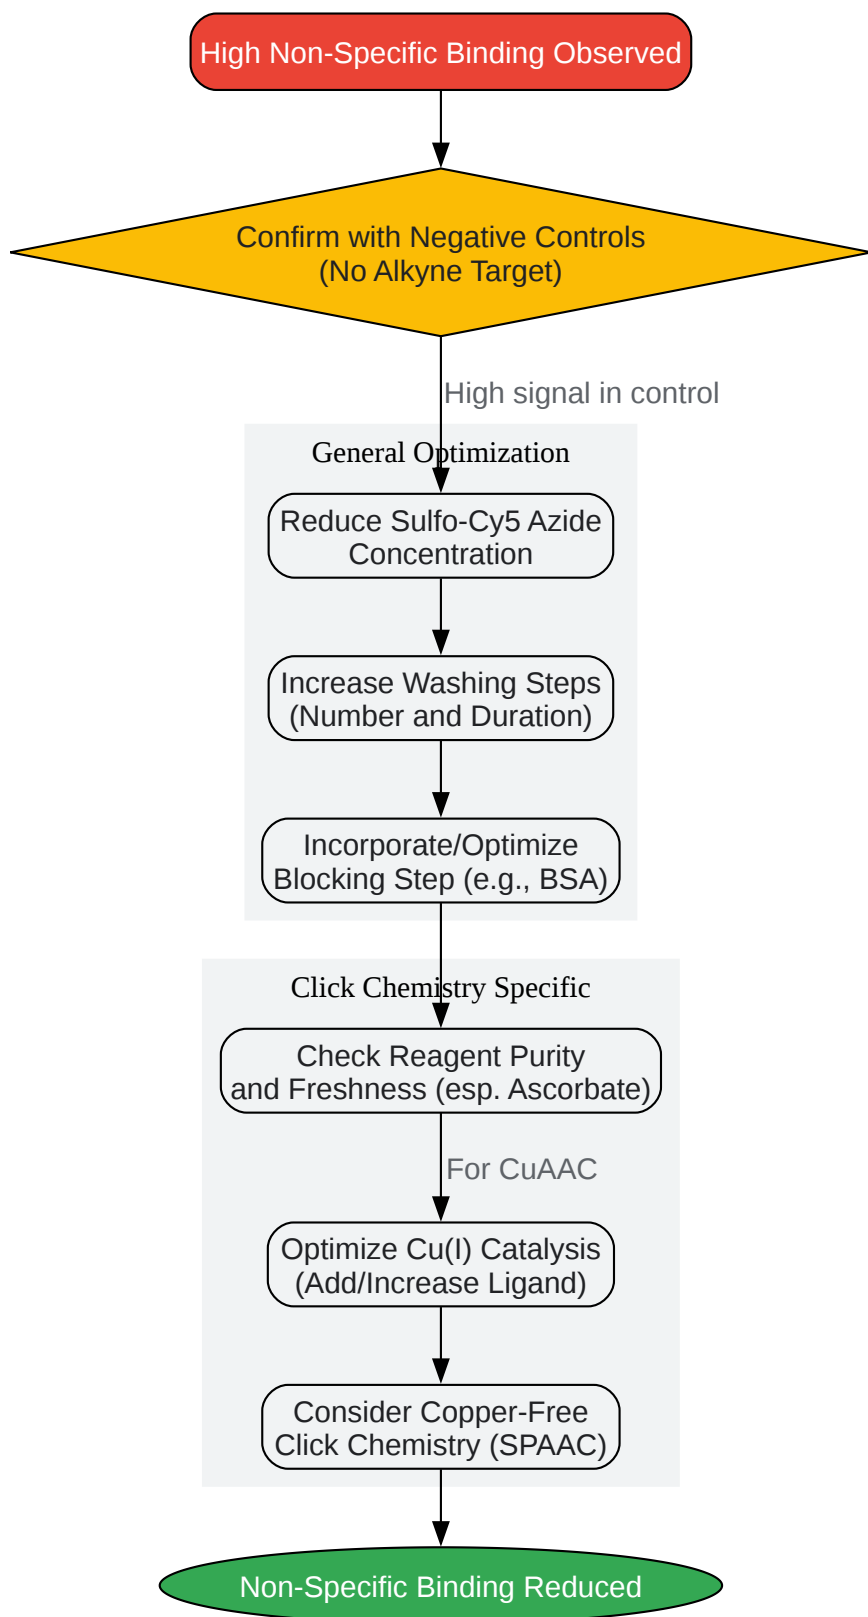 High Non-Specific Binding Observed
Confirm with Negative Controls
(No Alkyne Target)
High signal in control
General Optimization
Reduce Sulfo-Cy5 Azide
Concentration
Increase Washing Steps
(Number and Duration)
Incorporate/Optimize
Blocking Step (e.g., BSA)
Click Chemistry Specific
Check Reagent Purity
and Freshness (esp. Ascorbate)
For CuAAC
Optimize Cu(I) Catalysis
(Add/Increase Ligand)
Consider Copper-Free
Click Chemistry (SPAAC)
Non-Specific Binding Reduced